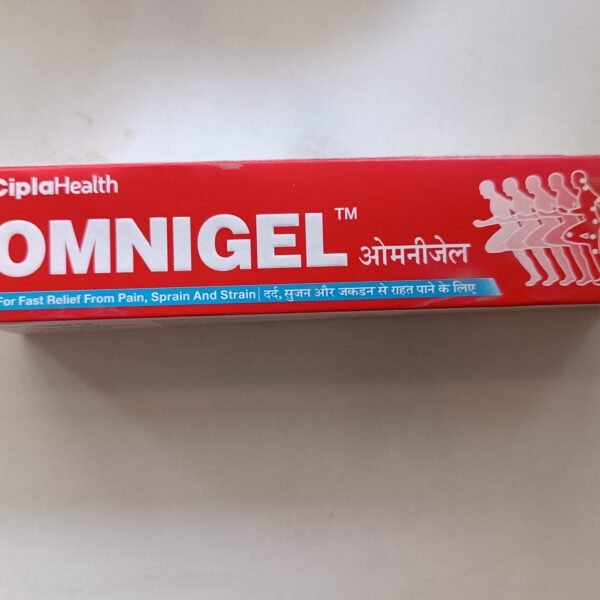 CiplaHealth
OMNIGEL™ ओमनीजेल
For Fast Relief From Pain, Sprain And Strain | दर्द, सुजन और जकडन से राहत पाने के लिए